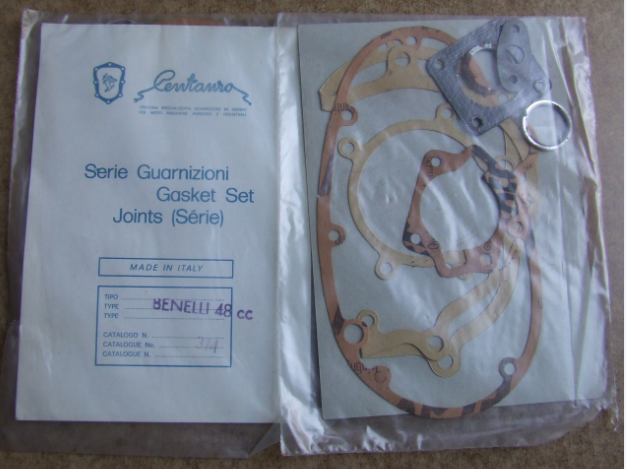 Centauro
Serie Guarnizioni
Gasket Set
Joints (Série)
MADE IN ITALY
TIPO
TYPE BENELLI 48 cc
TYPE
CATALOGO N.
CATALOGUE No. 314
CATALOGUE N.